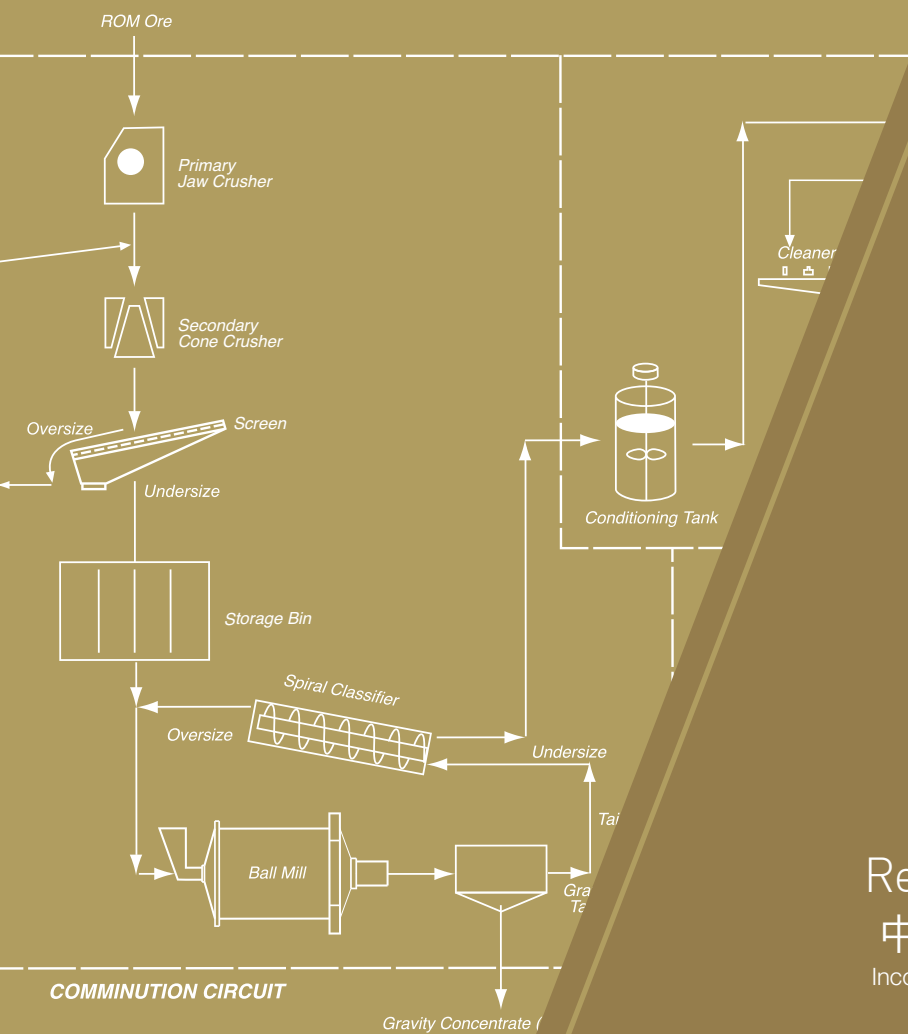 ROM Ore
Primary
Jaw Crusher
Cleaner
Secondary
Cone Crusher
Oversize
Screen
Undersize
Conditioning Tank
Storage Bin
Spiral Classifier
Oversize
Undersize
Ball Mill
COMMINUTION CIRCUIT
Gravity Concentrate (
中